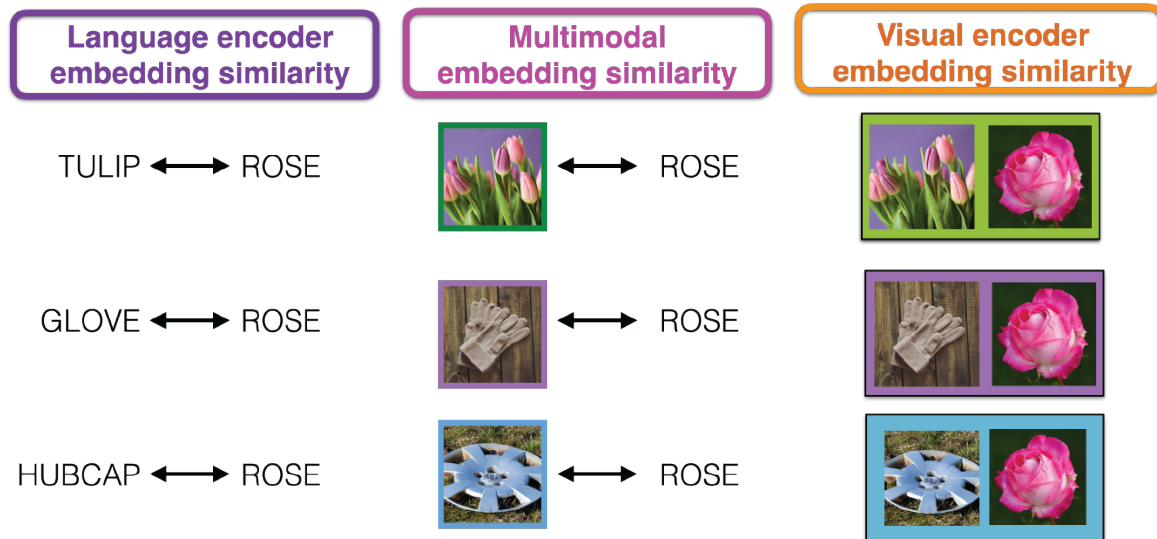 Language encoder
embedding similarity
Multimodal
embedding similarity
Visual encoder
embedding similarity
TULIP ROSE
ROSE
GLOVE ROSE
ROSE
HUBCAP ROSE
ROSE